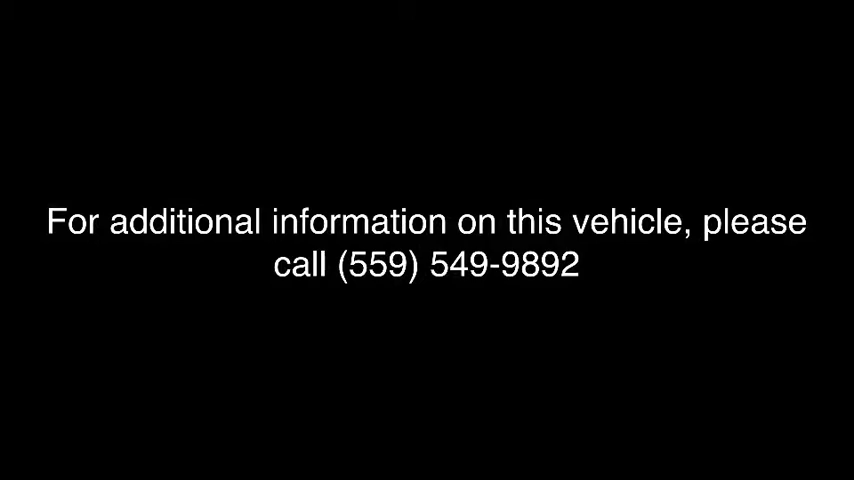 For additional information on this vehicle, please
call (559) 549-9892